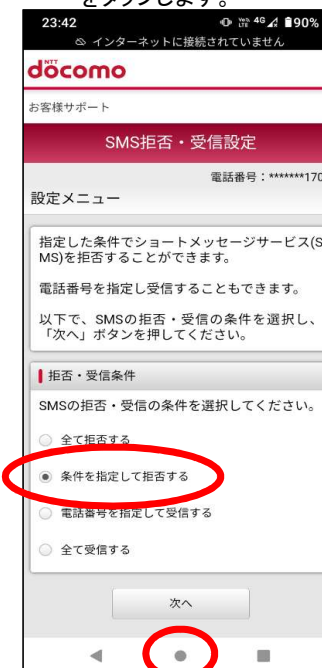 をタップします。
23:42
VoLTE 4G 90%
インターネットに接続されていません
NTT
döcomo
お客様サポート
SMS拒否・受信設定
電話番号：*******170
設定メニュー
指定した条件でショートメッセージサービス(S
MS)を拒否することができます。
電話番号を指定し受信することもできます。
以下で、SMSの拒否・受信の条件を選択し、
「次へ」ボタンを押してください。
拒否・受信条件
SMSの拒否・受信の条件を選択してください。
全て拒否する
条件を指定して拒否する
電話番号を指定して受信する
全て受信する
次へ